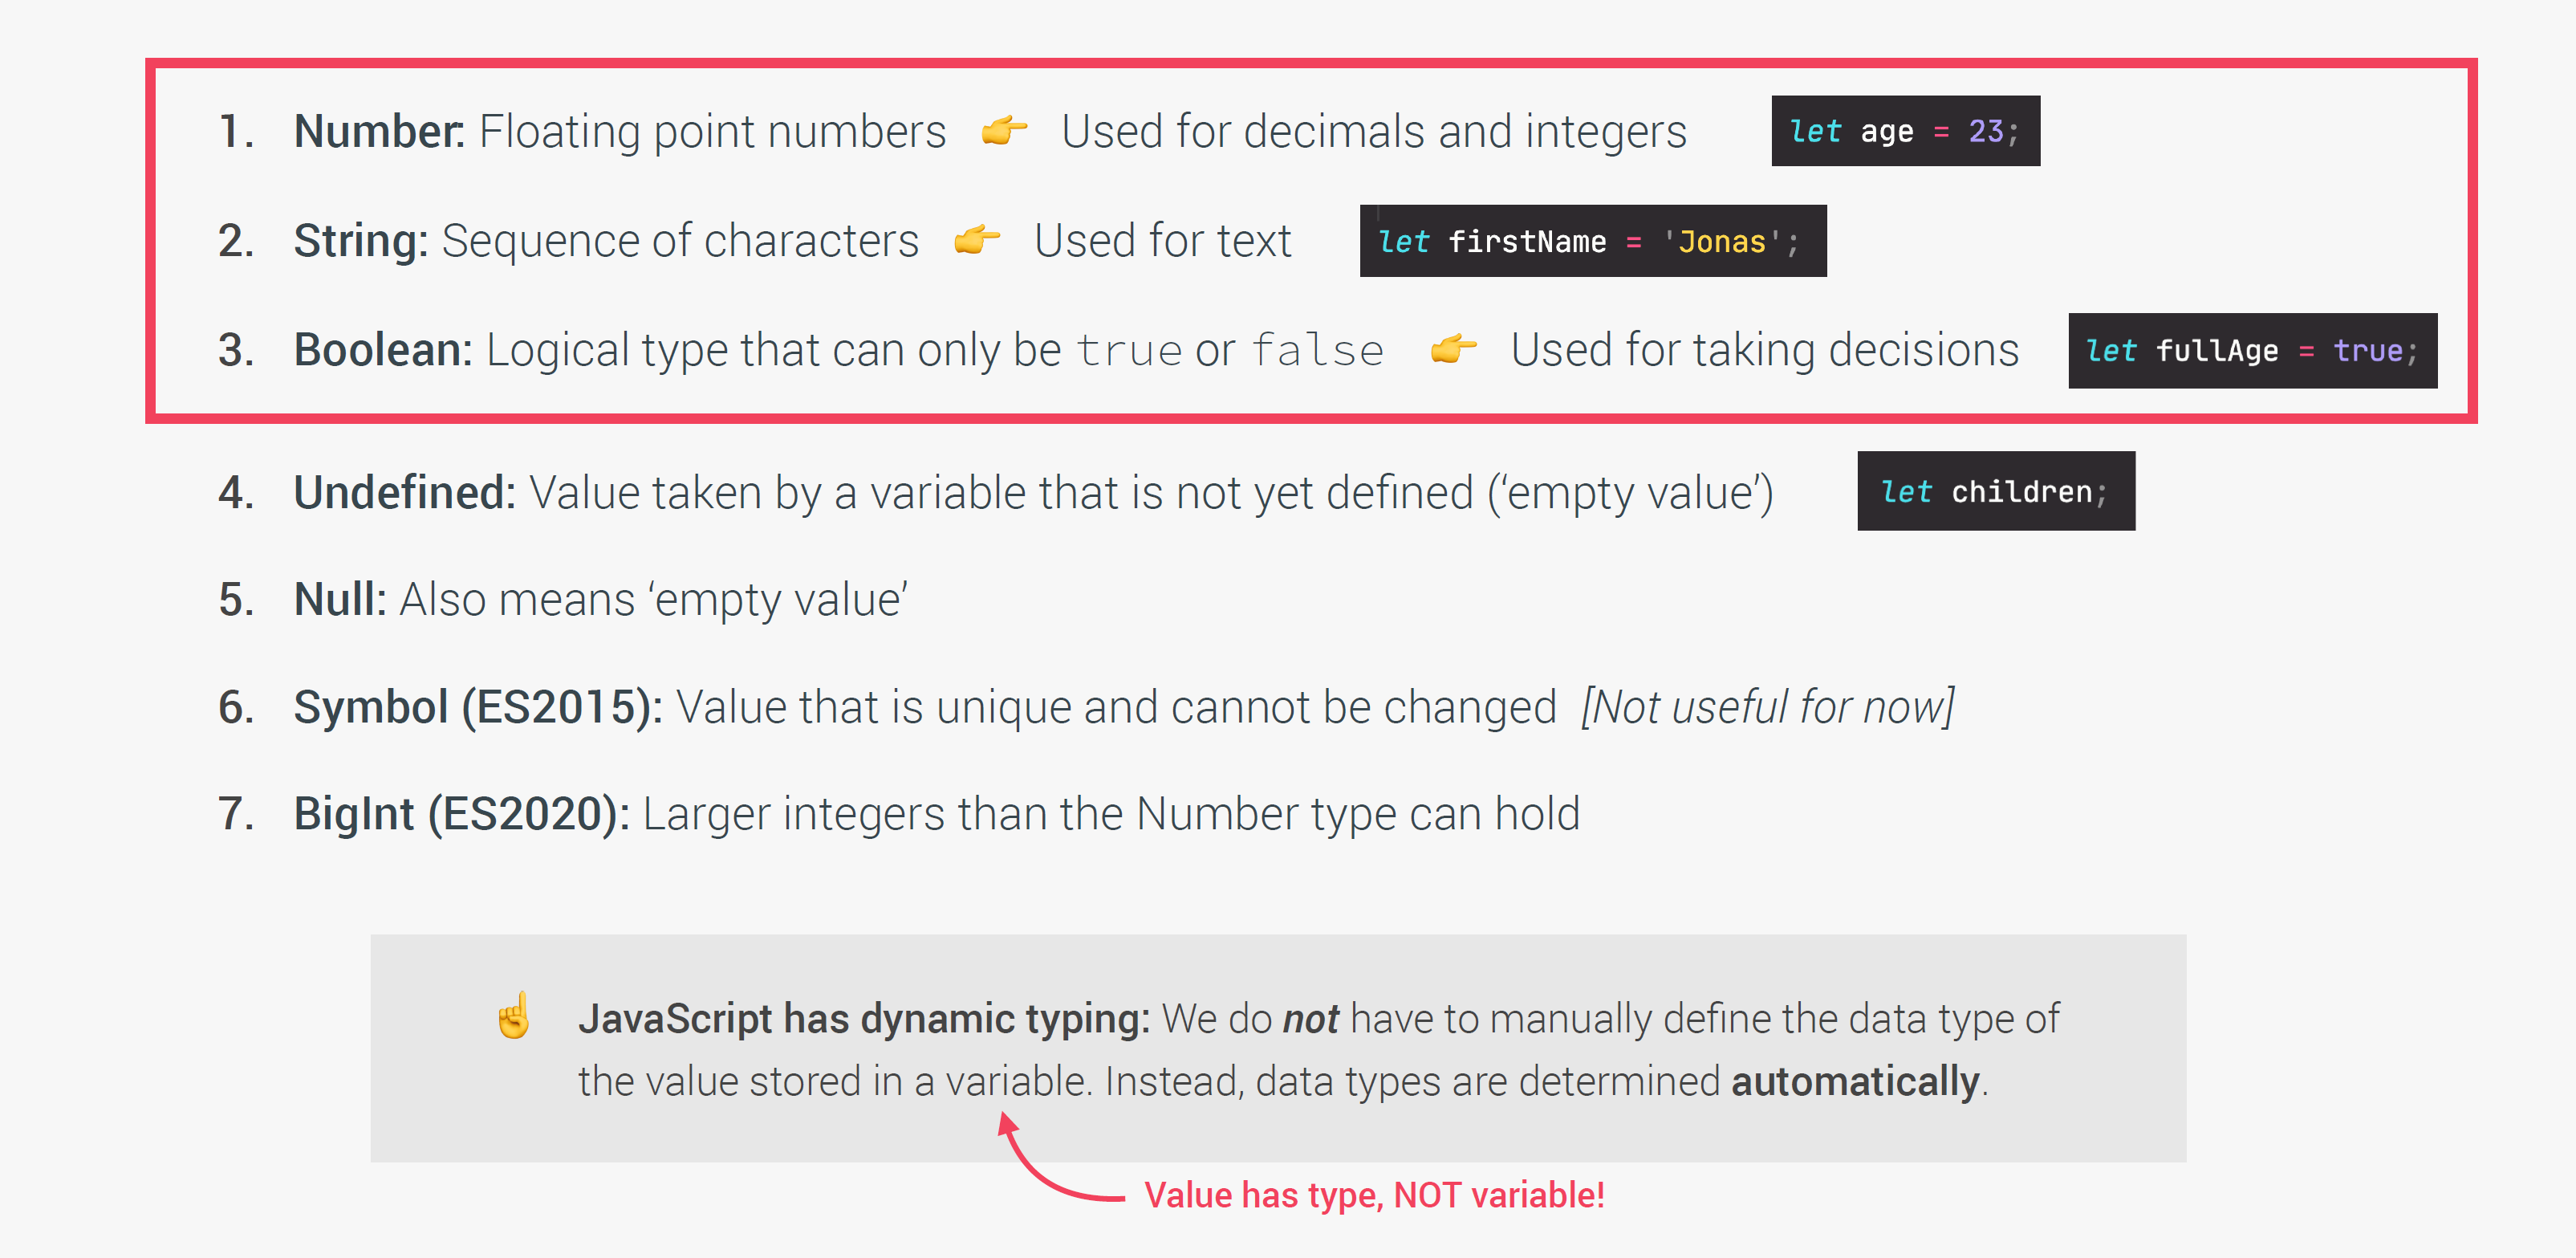 1. Number: Floating point numbers 👉 Used for decimals and integers let age = 23;
2. String: Sequence of characters 👉 Used for text let firstName = 'Jonas';
3. Boolean: Logical type that can only be true or false 👉 Used for taking decisions let fullAge = true;
4. Undefined: Value taken by a variable that is not yet defined (‘empty value’) let children;
5. Null: Also means ‘empty value’
6. Symbol (ES2015): Value that is unique and cannot be changed [Not useful for now]
7. BigInt (ES2020): Larger integers than the Number type can hold
☝️ JavaScript has dynamic typing: We do not have to manually define the data type of
the value stored in a variable. Instead, data types are determined automatically.
Value has type, NOT variable!